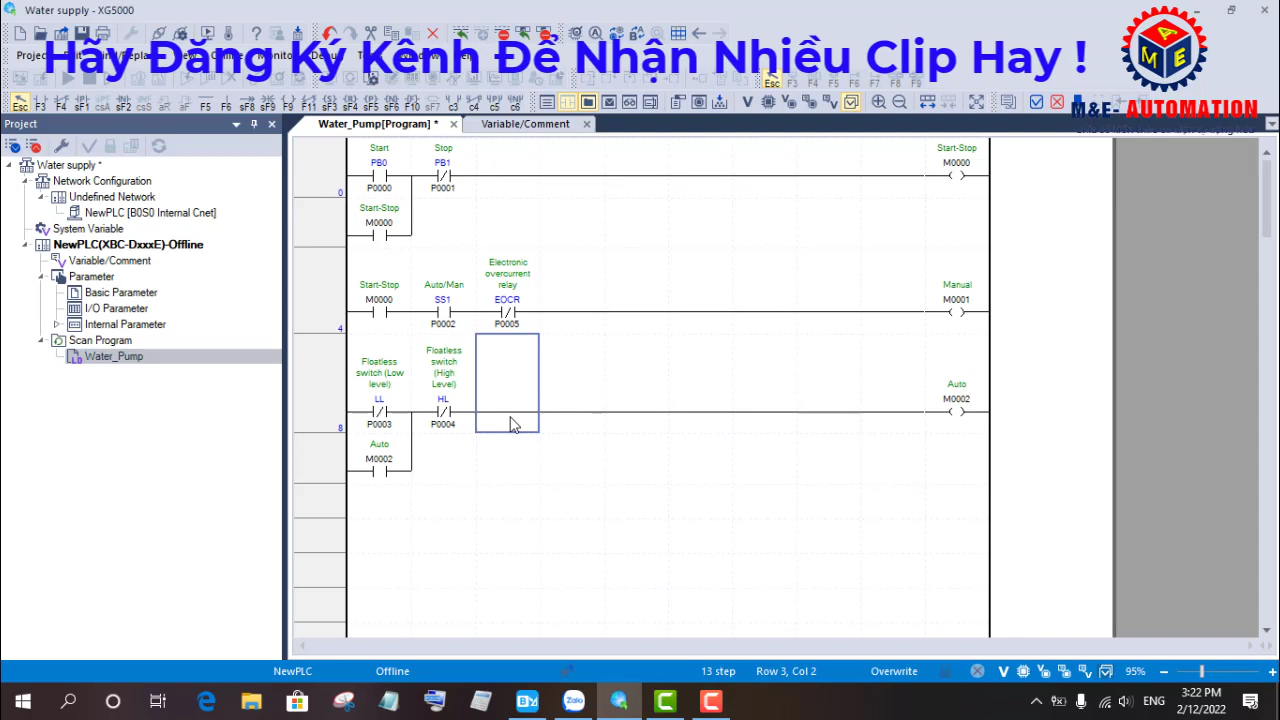 Water supply * - XG5000
Hãy Đăng Ký Kênh Để Nhân Nhiều Clip Hay !
M&E- AUTOMATION
Project
Water_Pump[Program] *
Variable/Comment
Water supply *
Network Configuration
Undefined Network
NewPLC [B0S0 Internal Cnet]
System Variable
NewPLC(XBC-DxxxE)-Offline
Variable/Comment
Parameter
Basic Parameter
I/O Parameter
Internal Parameter
Scan Program
Water_Pump
Start
Stop
Start-Stop
PB0
PB1
M0000
0
P0000
P0001
Start-Stop
M0000
Electronic
overcurrent
relay
Start-Stop
Auto/Man
Manual
M0000
SS1
EOCR
M0001
4
P0002
P0005
Floatless
switch (Low
level)
Floatless
switch
(High
Level)
Auto
LL
HL
M0002
8
P0003
P0004
Auto
M0002
NewPLC
Offline
13 step
Row 3, Col 2
Overwrite
95%
ENG
3:22 PM
2/12/2022